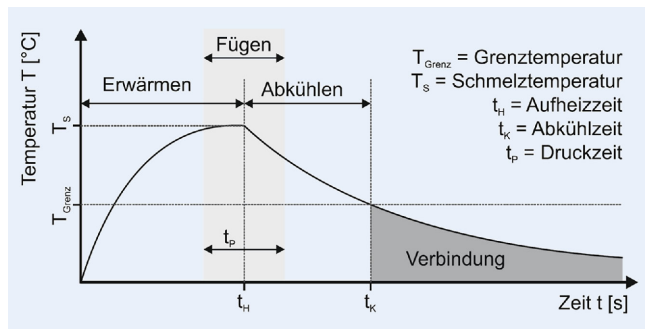 Temperatur T [°C]
Fügen
Erwärmen
Abkühlen
T_Grenz = Grenztemperatur
T_S = Schmelztemperatur
t_H = Aufheizzeit
t_K = Abkühlzeit
t_P = Druckzeit
T_S
T_Grenz
t_P
Verbindung
t_H
t_K
Zeit t [s]